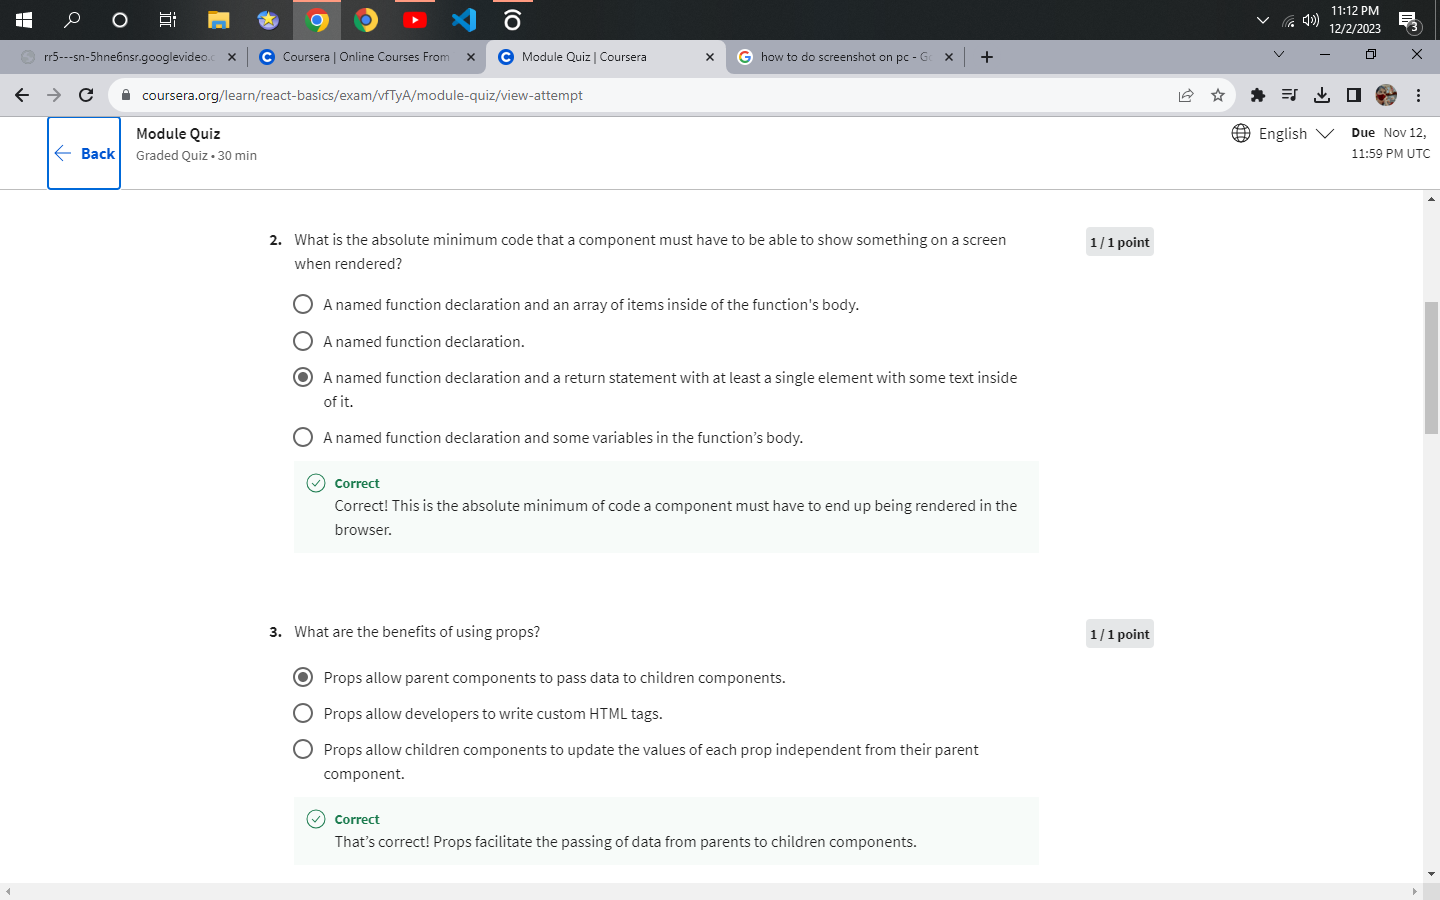 11:12 PM
12/2/2023
3
rr5---sn-5hne6nsr.googlevideo.c
Coursera | Online Courses From
Module Quiz | Coursera
how to do screenshot on pc - Go
coursera.org/learn/react-basics/exam/vfTyA/module-quiz/view-attempt
Back
Module Quiz
Graded Quiz • 30 min
English
Due Nov 12,
11:59 PM UTC
2. What is the absolute minimum code that a component must have to be able to show something on a screen
when rendered?
1 / 1 point
A named function declaration and an array of items inside of the function's body.
A named function declaration.
A named function declaration and a return statement with at least a single element with some text inside
of it.
A named function declaration and some variables in the function’s body.
Correct
Correct! This is the absolute minimum of code a component must have to end up being rendered in the
browser.
3. What are the benefits of using props?
1 / 1 point
Props allow parent components to pass data to children components.
Props allow developers to write custom HTML tags.
Props allow children components to update the values of each prop independent from their parent
component.
Correct
That’s correct! Props facilitate the passing of data from parents to children components.